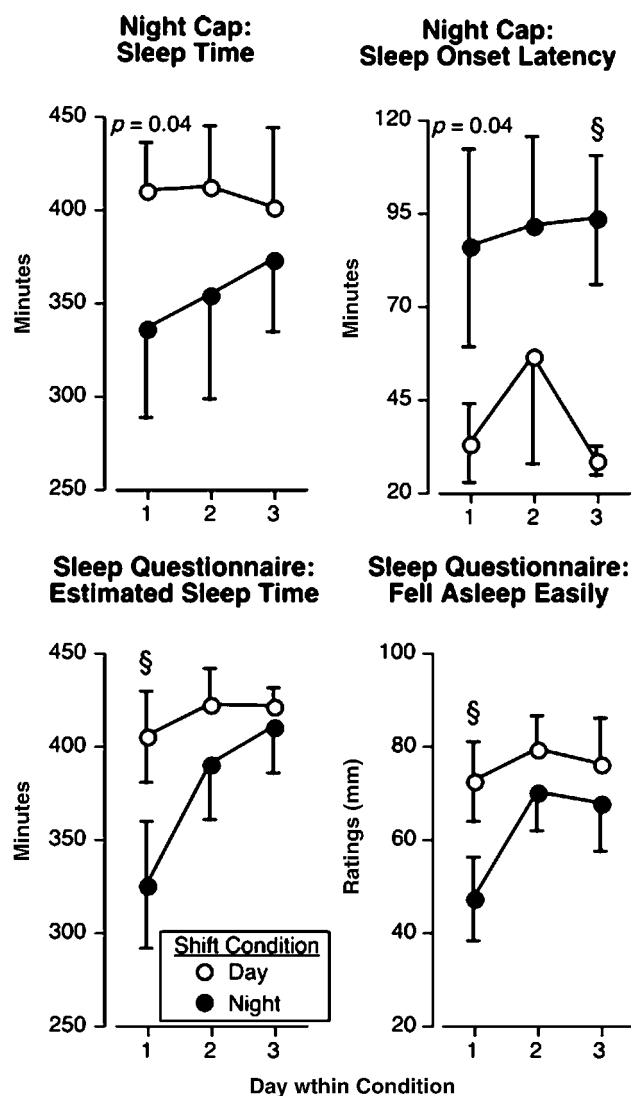 Night Cap:
Sleep Time
450
400
350
300
250
Minutes
p = 0.04
1 2 3
Night Cap:
Sleep Onset Latency
120
95
70
45
20
Minutes
p = 0.04
§
1 2 3
Sleep Questionnaire:
Estimated Sleep Time
450
400
350
300
250
Minutes
§
Shift Condition
Day
Night
1 2 3
Sleep Questionnaire:
Fell Asleep Easily
100
80
60
40
20
Ratings (mm)
§
1 2 3
Day wthin Condition